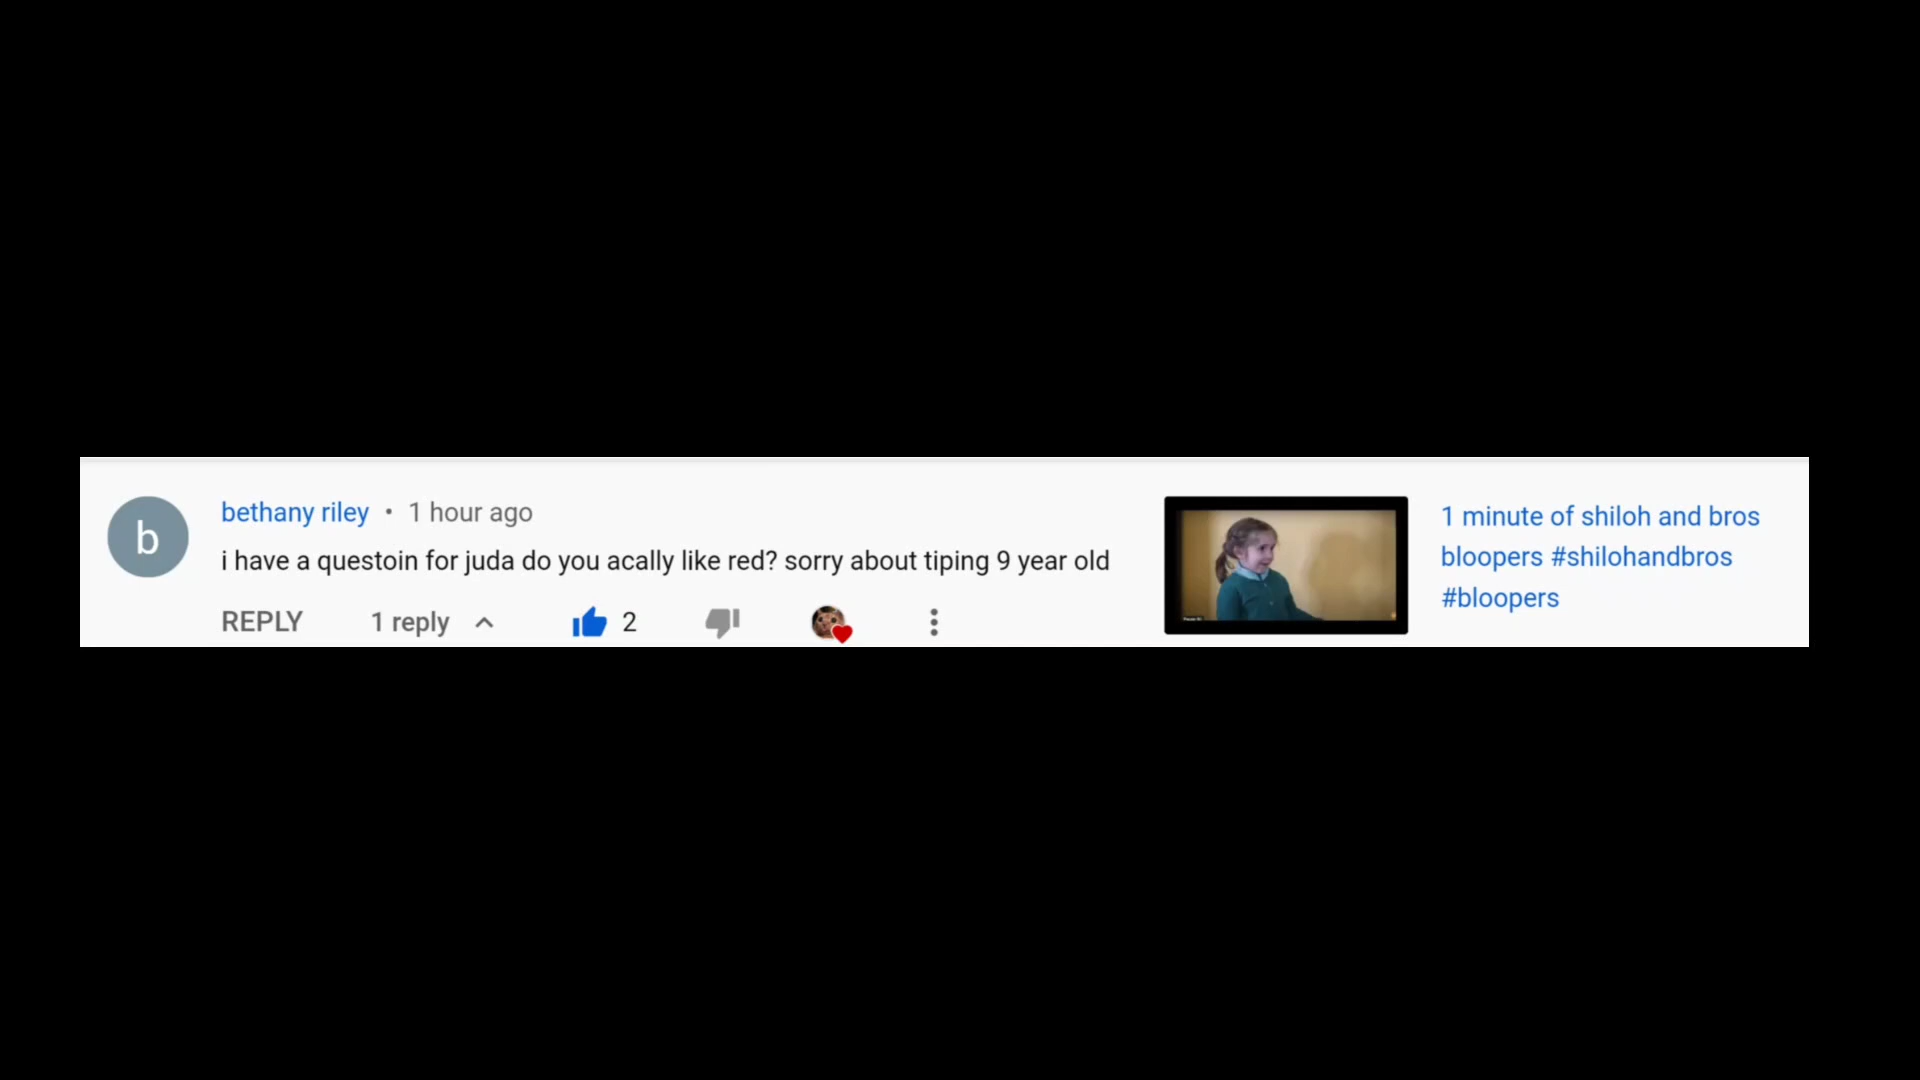 b
bethany riley • 1 hour ago
i have a questoin for juda do you acally like red? sorry about tiping 9 year old
REPLY 1 reply 2
1 minute of shiloh and bros
bloopers #shilohandbros
#bloopers